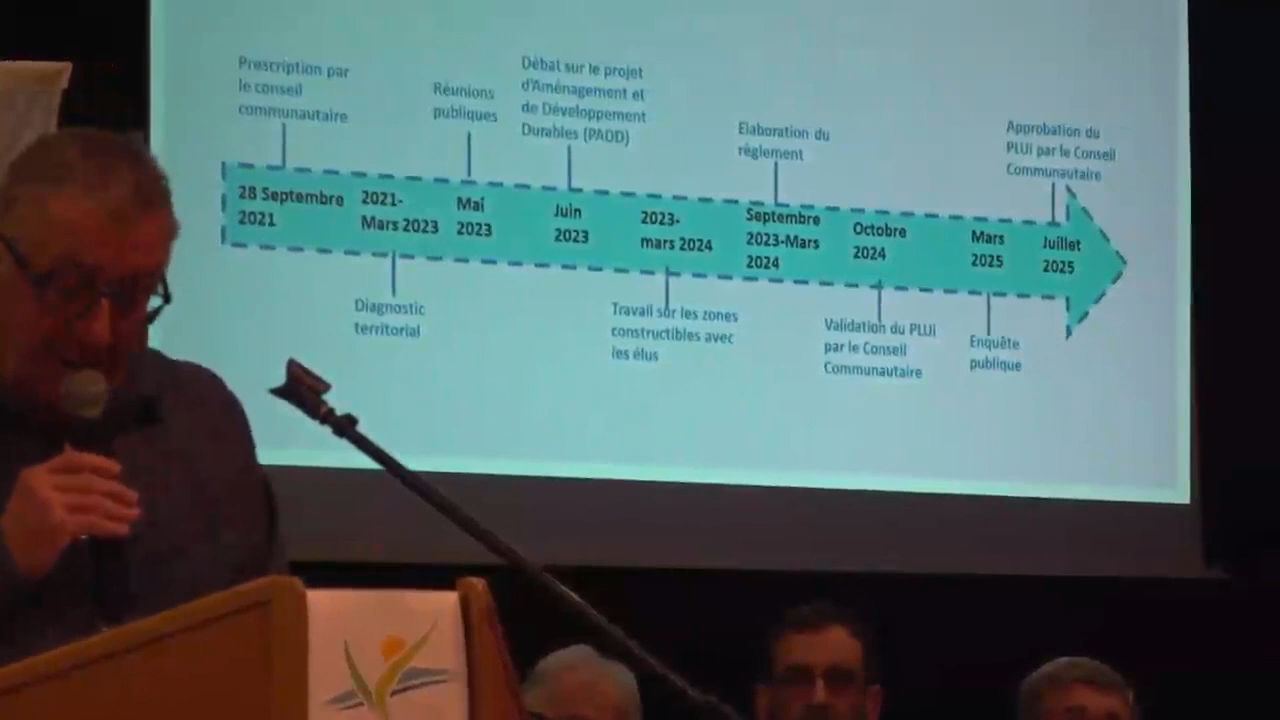 Prescription par
le conseil
communautaire
Réunions
publiques
Débat sur le projet
d'Aménagement et
de Développement
Durables (PADD)
Elaboration du
règlement
Approbation du
PLUi par le Conseil
Communautaire
28 Septembre
2021
2021-
Mars 2023
Mai
2023
Juin
2023
2023-
mars 2024
Septembre
2023-Mars
2024
Octobre
2024
Mars
2025
Juillet
2025
Diagnostic
territorial
Travail sur les zones
constructibles avec
les élus
Validation du PLUi
par le Conseil
Communautaire
Enquête
publique